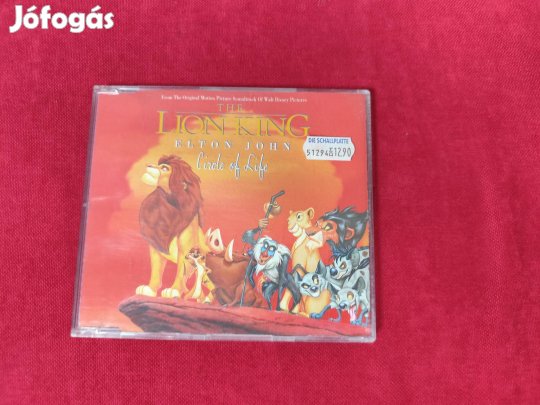 Jófogás
From The Original Motion Picture Soundtrack Of Walt Disney Pictures
THE
LION KING
ELTON JOHN
Circle of Life
DIE SCHALLPLATTE